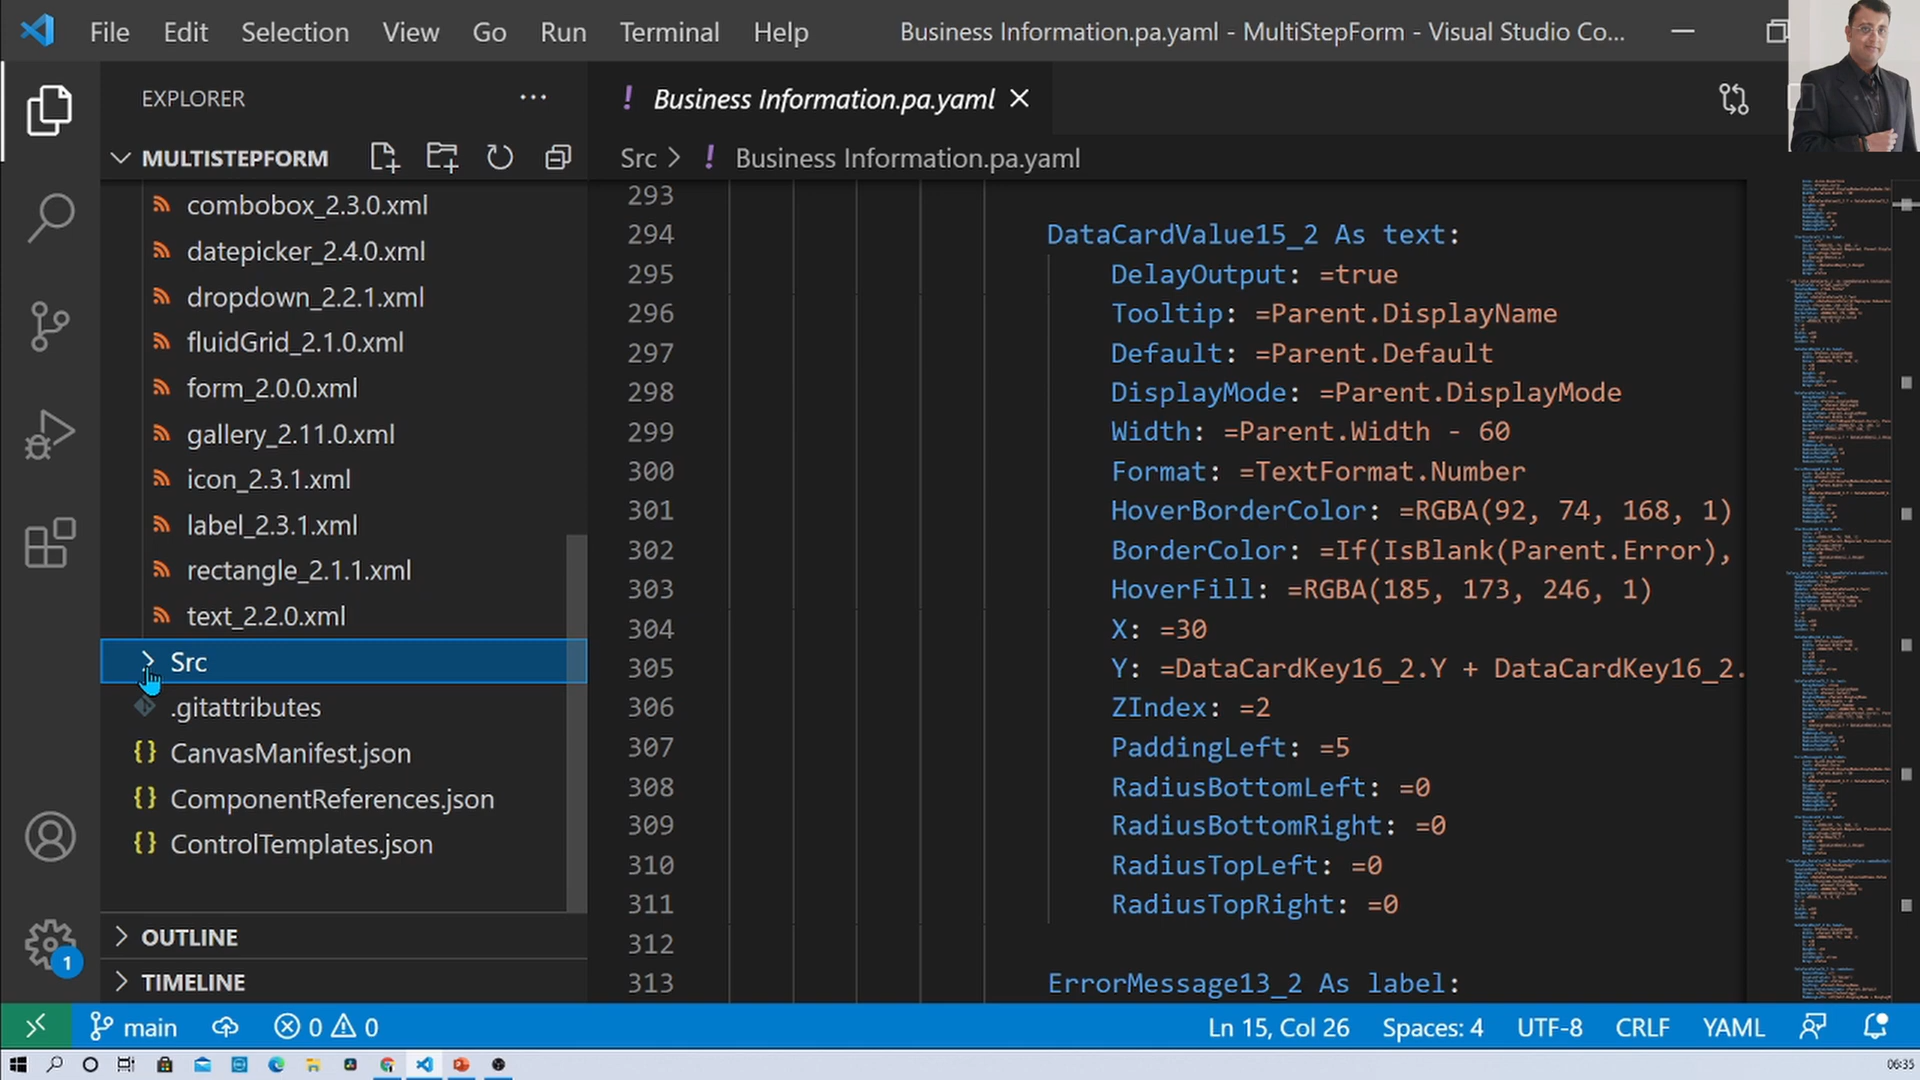 File Edit Selection View Go Run Terminal Help Business Information.pa.yaml - MultiStepForm - Visual Studio Co...
EXPLORER
! Business Information.pa.yaml
MULTISTEPFORM
Src > ! Business Information.pa.yaml
combobox_2.3.0.xml
datepicker_2.4.0.xml
dropdown_2.2.1.xml
fluidGrid_2.1.0.xml
form_2.0.0.xml
gallery_2.11.0.xml
icon_2.3.1.xml
label_2.3.1.xml
rectangle_2.1.1.xml
text_2.2.0.xml
Src
.gitattributes
{} CanvasManifest.json
{} ComponentReferences.json
{} ControlTemplates.json
OUTLINE
TIMELINE
293
294 DataCardValue15_2 As text:
295 DelayOutput: =true
296 Tooltip: =Parent.DisplayName
297 Default: =Parent.Default
298 DisplayMode: =Parent.DisplayMode
299 Width: =Parent.Width - 60
300 Format: =TextFormat.Number
301 HoverBorderColor: =RGBA(92, 74, 168, 1)
302 BorderColor: =If(IsBlank(Parent.Error),
303 HoverFill: =RGBA(185, 173, 246, 1)
304 X: =30
305 Y: =DataCardKey16_2.Y + DataCardKey16_2.
306 ZIndex: =2
307 PaddingLeft: =5
308 RadiusBottomLeft: =0
309 RadiusBottomRight: =0
310 RadiusTopLeft: =0
311 RadiusTopRight: =0
312
313 ErrorMessage13_2 As label:
1
main 0 0 Ln 15, Col 26 Spaces: 4 UTF-8 CRLF YAML
06:35